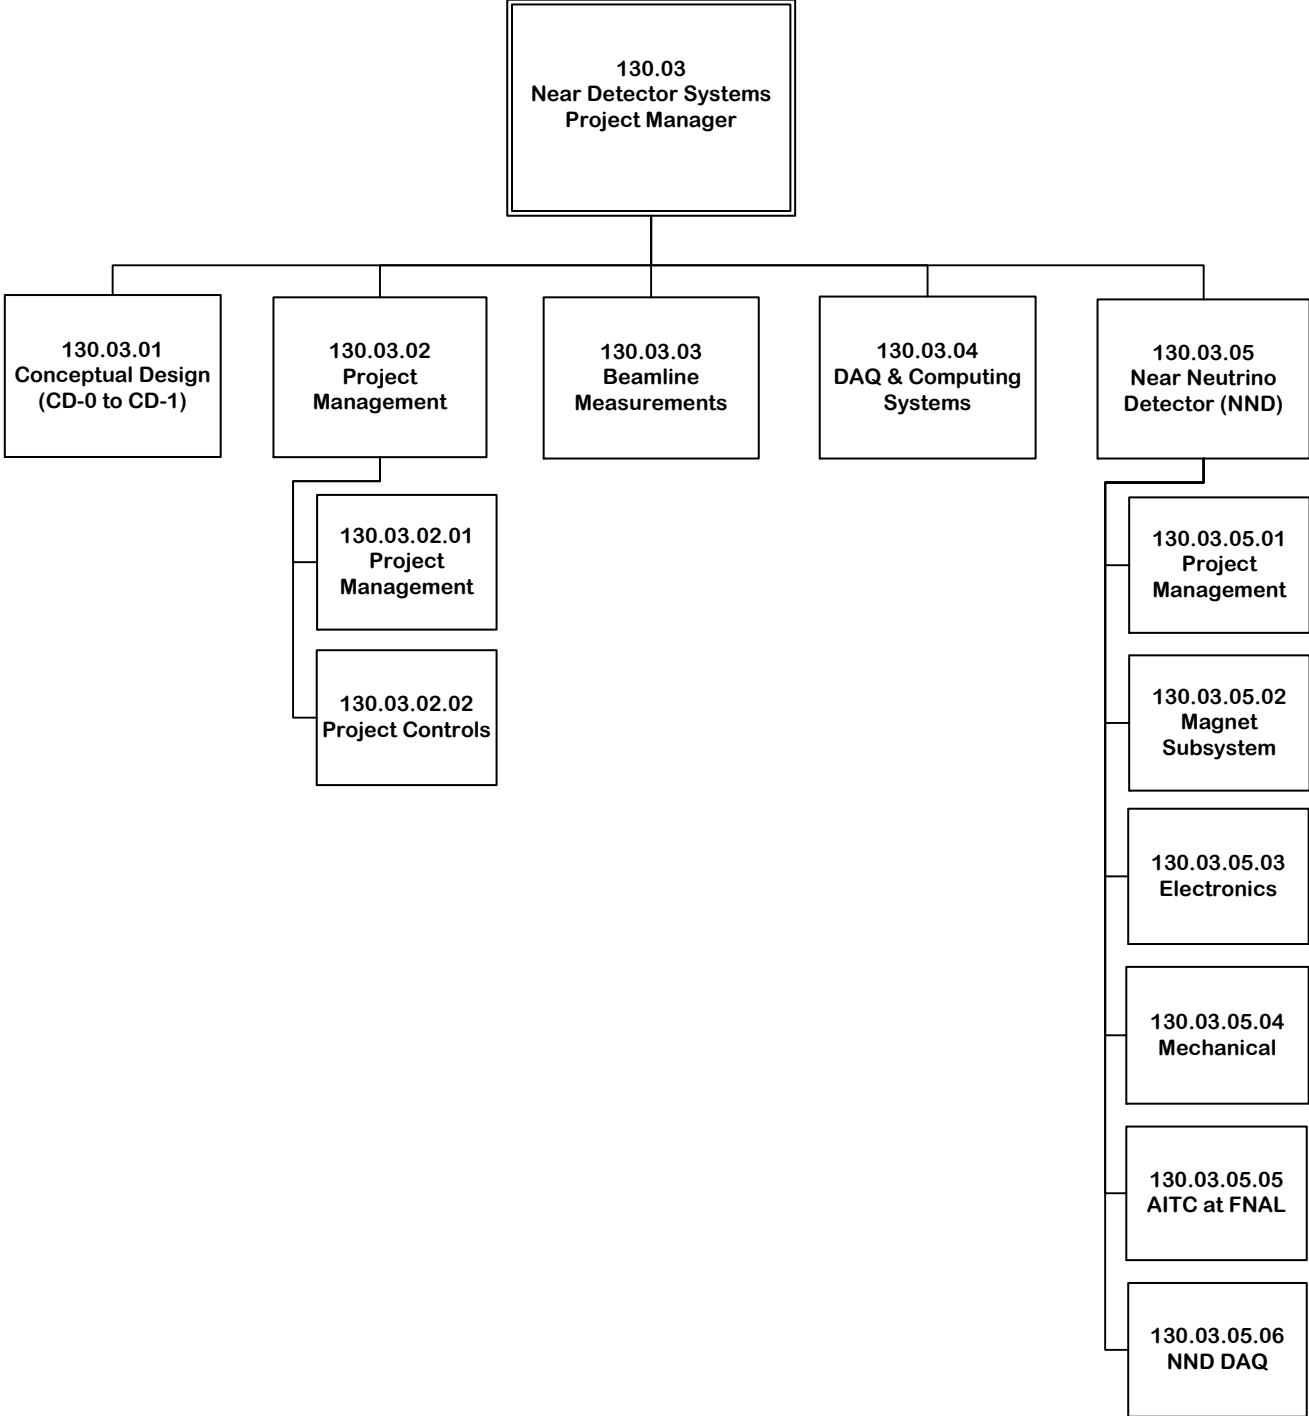 130.03
Near Detector Systems
Project Manager
130.03.01
Conceptual Design
(CD-0 to CD-1)
130.03.02
Project
Management
130.03.03
Beamline
Measurements
130.03.04
DAQ & Computing
Systems
130.03.05
Near Neutrino
Detector (NND)
130.03.02.01
Project
Management
130.03.02.02
Project Controls
130.03.05.01
Project
Management
130.03.05.02
Magnet
Subsystem
130.03.05.03
Electronics
130.03.05.04
Mechanical
130.03.05.05
AITC at FNAL
130.03.05.06
NND DAQ